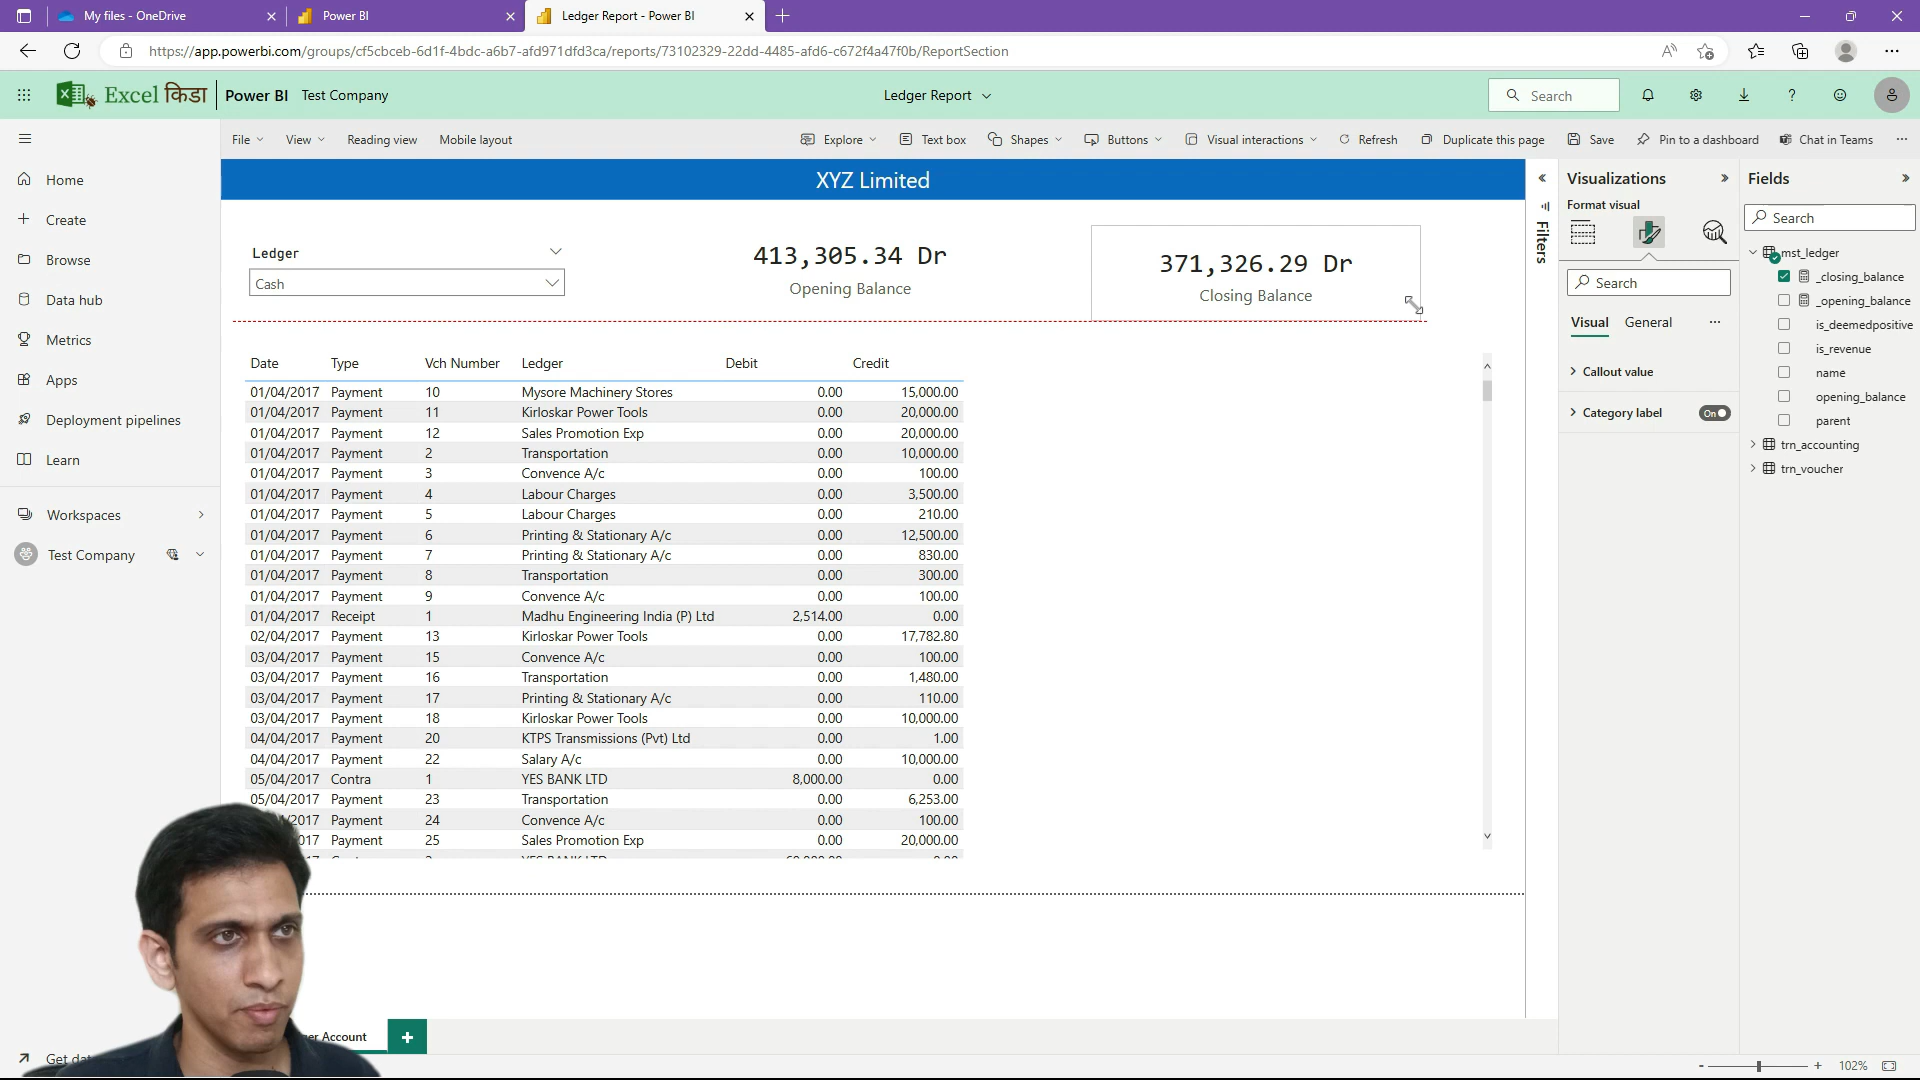 My files - OneDrive
Power BI
Ledger Report - Power BI
https://app.powerbi.com/groups/cf5cbceb-6d1f-4bdc-a6b7-afd971dfd3ca/reports/73102329-22dd-4485-afd6-c672f4a47f0b/ReportSection
Excel किडा Power BI Test Company
Ledger Report
Search
File View Reading view Mobile layout Explore Text box Shapes Buttons Visual interactions Refresh Duplicate this page Save Pin to a dashboard Chat in Teams
Home
Create
Browse
Data hub
Metrics
Apps
Deployment pipelines
Learn
Workspaces
Test Company
XYZ Limited
Ledger
Cash
413,305.34 Dr
Opening Balance
371,326.29 Dr
Closing Balance
Date Type Vch Number Ledger Debit Credit
01/04/2017 Payment 10 Mysore Machinery Stores 0.00 15,000.00
01/04/2017 Payment 11 Kirloskar Power Tools 0.00 20,000.00
01/04/2017 Payment 12 Sales Promotion Exp 0.00 20,000.00
01/04/2017 Payment 2 Transportation 0.00 10,000.00
01/04/2017 Payment 3 Convence A/c 0.00 100.00
01/04/2017 Payment 4 Labour Charges 0.00 3,500.00
01/04/2017 Payment 5 Labour Charges 0.00 210.00
01/04/2017 Payment 6 Printing & Stationary A/c 0.00 12,500.00
01/04/2017 Payment 7 Printing & Stationary A/c 0.00 830.00
01/04/2017 Payment 8 Transportation 0.00 300.00
01/04/2017 Payment 9 Convence A/c 0.00 100.00
01/04/2017 Receipt 1 Madhu Engineering India (P) Ltd 2,514.00 0.00
02/04/2017 Payment 13 Kirloskar Power Tools 0.00 17,782.80
03/04/2017 Payment 15 Convence A/c 0.00 100.00
03/04/2017 Payment 16 Transportation 0.00 1,480.00
03/04/2017 Payment 17 Printing & Stationary A/c 0.00 110.00
03/04/2017 Payment 18 Kirloskar Power Tools 0.00 10,000.00
04/04/2017 Payment 20 KTPS Transmissions (Pvt) Ltd 0.00 1.00
04/04/2017 Payment 22 Salary A/c 0.00 10,000.00
05/04/2017 Contra 1 YES BANK LTD 8,000.00 0.00
05/04/2017 Payment 23 Transportation 0.00 6,253.00
017 Payment 24 Convence A/c 0.00 100.00
017 Payment 25 Sales Promotion Exp 0.00 20,000.00
Account
Get
Filters
Visualizations
Format visual
Search
Visual General
Callout value
Category label On
Fields
Search
mst_ledger
_closing_balance
_opening_balance
is_deemedpositive
is_revenue
name
opening_balance
parent
trn_accounting
trn_voucher
102%